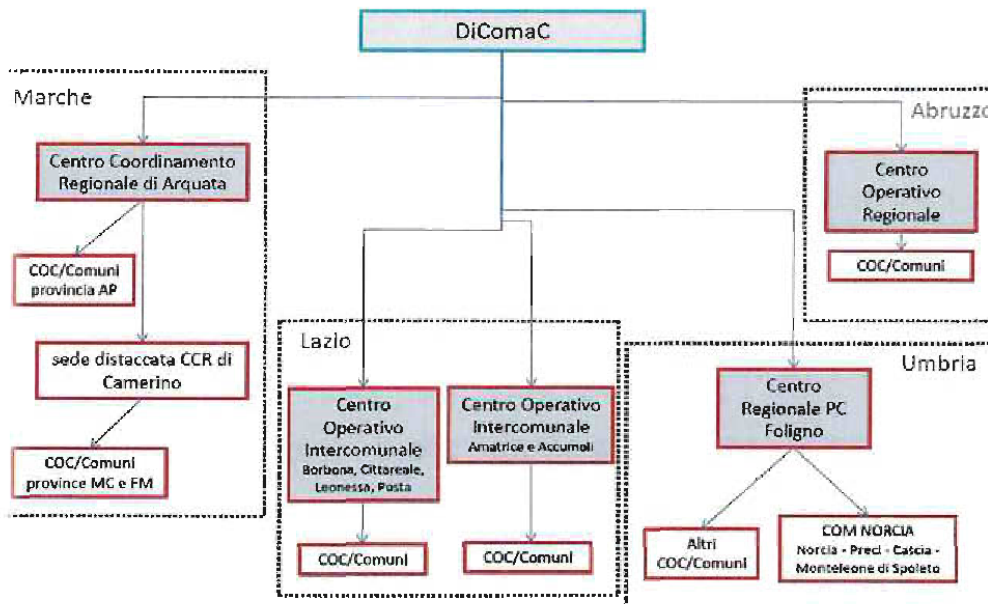 DiComaC
Marche
Centro Coordinamento
Regionale di Arquata
COC/Comuni
provincia AP
sede distaccata CCR di
Camerino
COC/Comuni
province MC e FM
Lazio
Centro
Operativo
Intercomunale
Borbona, Cittareale,
Leonessa, Posta
COC/Comuni
Centro Operativo
Intercomunale
Amatrice e Accumoli
COC/Comuni
Abruzzo
Centro
Operativo
Regionale
COC/Comuni
Umbria
Centro
Regionale PC
Foligno
Altri
COC/Comuni
COM NORCIA
Norcia - Preci - Cascia -
Monteleone di Spoleto